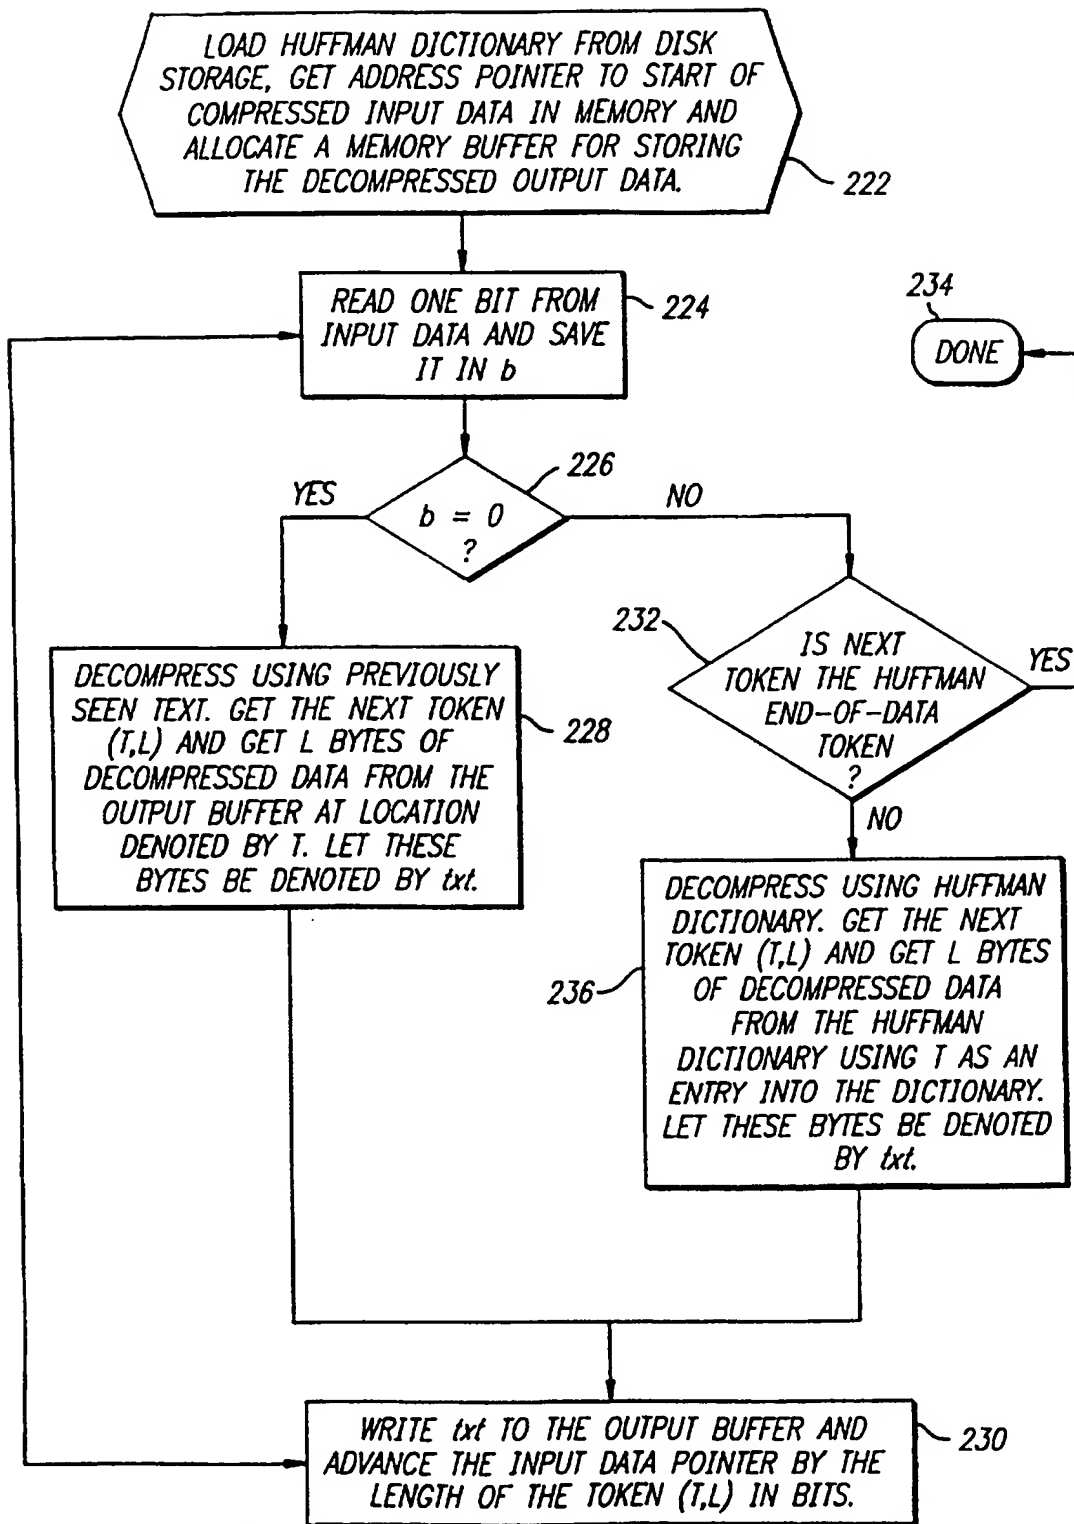 LOAD HUFFMAN DICTIONARY FROM DISK
STORAGE, GET ADDRESS POINTER TO START OF
COMPRESSED INPUT DATA IN MEMORY AND
ALLOCATE A MEMORY BUFFER FOR STORING
THE DECOMPRESSED OUTPUT DATA.
222
READ ONE BIT FROM
INPUT DATA AND SAVE
IT IN b
224
234
DONE
226
YES
b = 0
?
NO
232
IS NEXT
TOKEN THE HUFFMAN
END-OF-DATA
TOKEN
?
YES
NO
DECOMPRESS USING PREVIOUSLY
SEEN TEXT. GET THE NEXT TOKEN
(T,L) AND GET L BYTES OF
DECOMPRESSED DATA FROM THE
OUTPUT BUFFER AT LOCATION
DENOTED BY T. LET THESE
BYTES BE DENOTED BY txt.
228
DECOMPRESS USING HUFFMAN
DICTIONARY. GET THE NEXT
TOKEN (T,L) AND GET L BYTES
OF DECOMPRESSED DATA
FROM THE HUFFMAN
DICTIONARY USING T AS AN
ENTRY INTO THE DICTIONARY.
LET THESE BYTES BE DENOTED
BY txt.
236
WRITE txt TO THE OUTPUT BUFFER AND
ADVANCE THE INPUT DATA POINTER BY THE
LENGTH OF THE TOKEN (T,L) IN BITS.
230